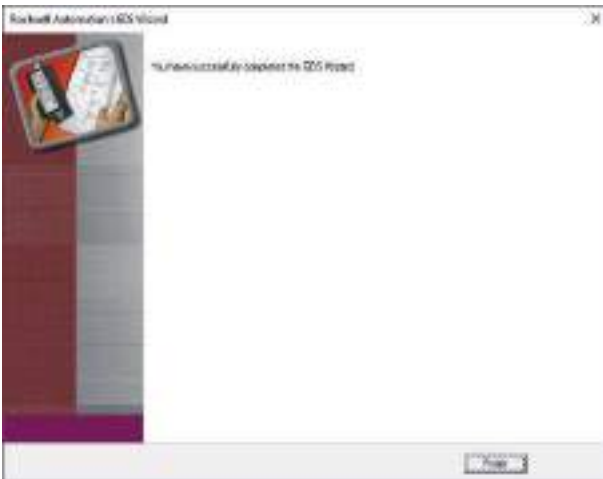 Rockwell Automation's EDS Wizard
You have successfully completed the EDS Wizard.
Finish